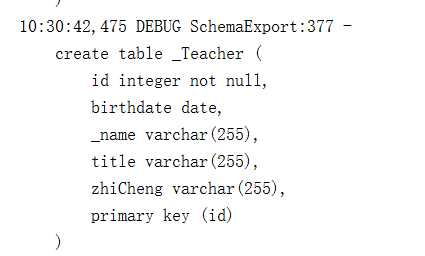 )
10:30:42,475 DEBUG SchemaExport:377 -
create table _Teacher (
id integer not null,
birthdate date,
_name varchar(255),
title varchar(255),
zhiCheng varchar(255),
primary key (id)
)